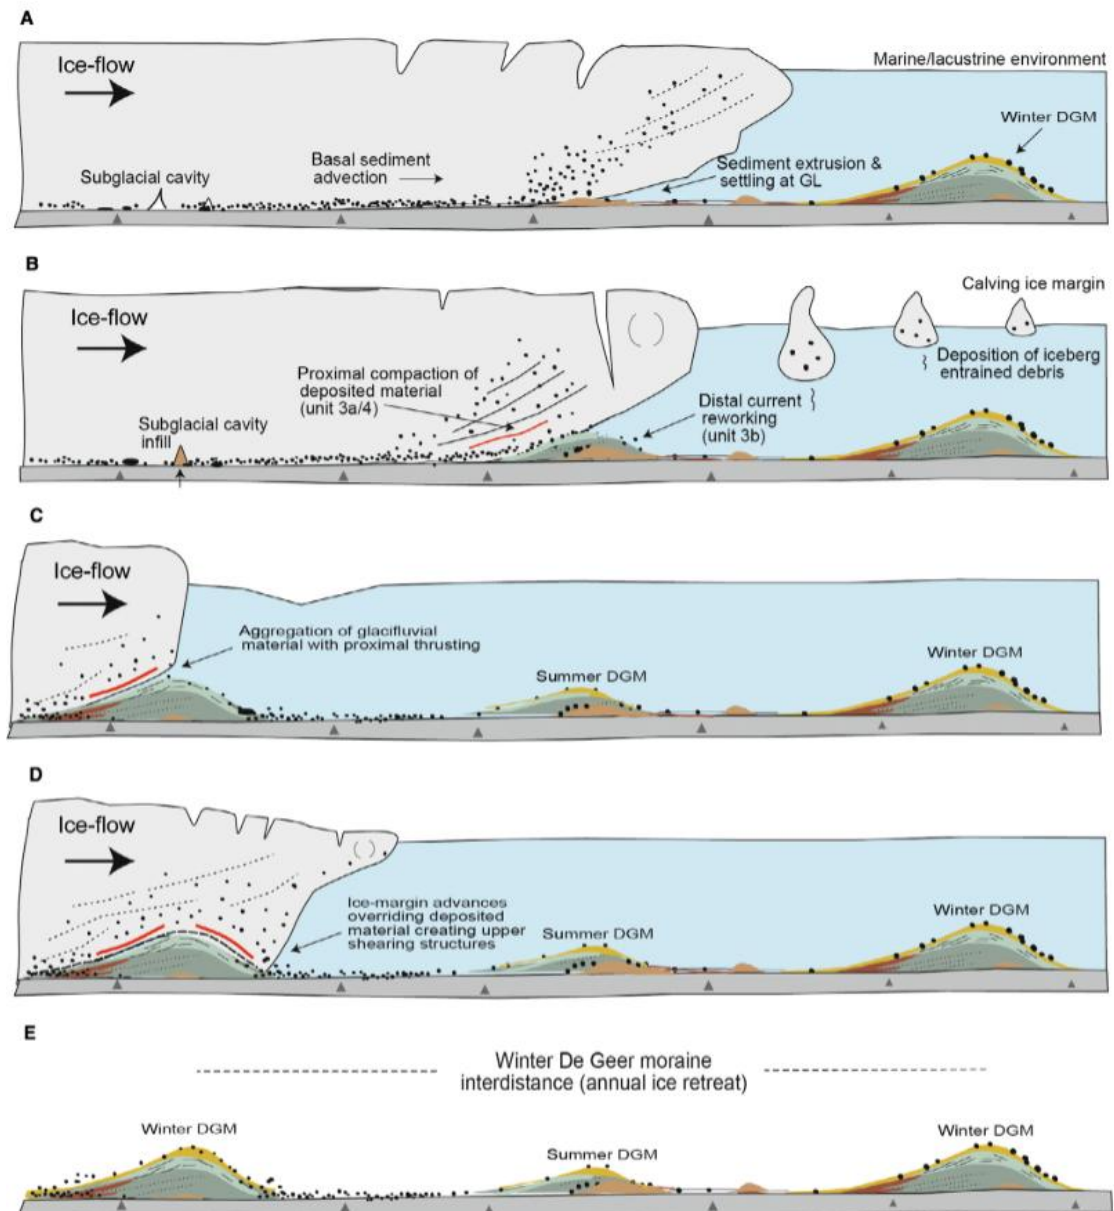 A
Ice-flow
Marine/lacustrine environment
Winter DGM
Basal sediment
advection
Subglacial cavity
Sediment extrusion &
settling at GL
B
Calving ice margin
Ice-flow
Deposition of iceberg
entrained debris
Proximal compaction of
deposited material
(unit 3a/4)
Distal current
reworking
(unit 3b)
Subglacial cavity
infill
C
Ice-flow
Aggregation of glacifluvial
material with proximal thrusting
Summer DGM
Winter DGM
D
Ice-flow
Ice-margin advances
overriding deposited
material creating upper
shearing structures
Summer DGM
Winter DGM
E
Winter De Geer moraine
interdistance (annual ice retreat)
Winter DGM
Summer DGM
Winter DGM